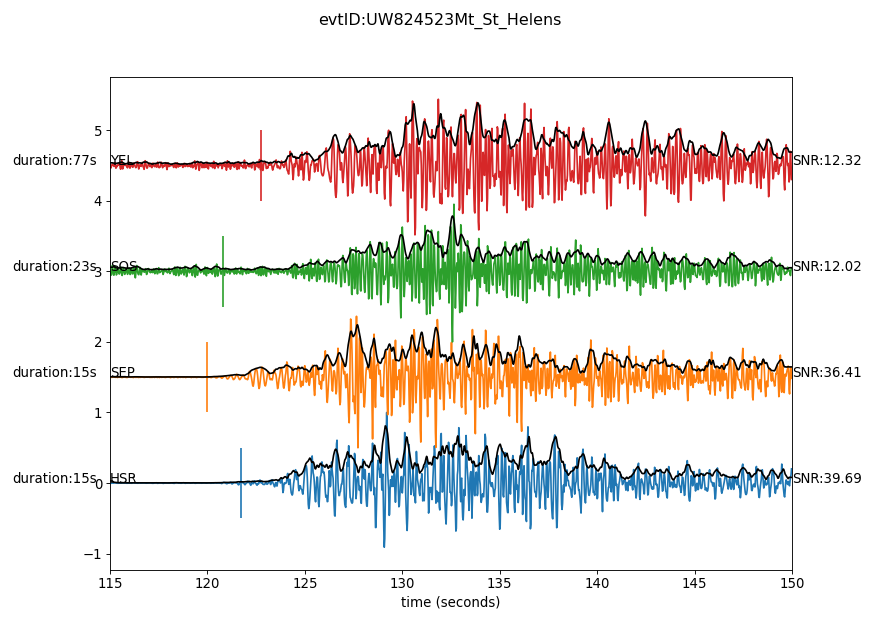 evtID:UW824523Mt_St_Helens
5
duration:77s YEL SNR:12.32
4
duration:23s SOS SNR:12.02
3
2
duration:15s SEP SNR:36.41
1
duration:15s HSR SNR:39.69
0
−1
115 120 125 130 135 140 145 150
time (seconds)